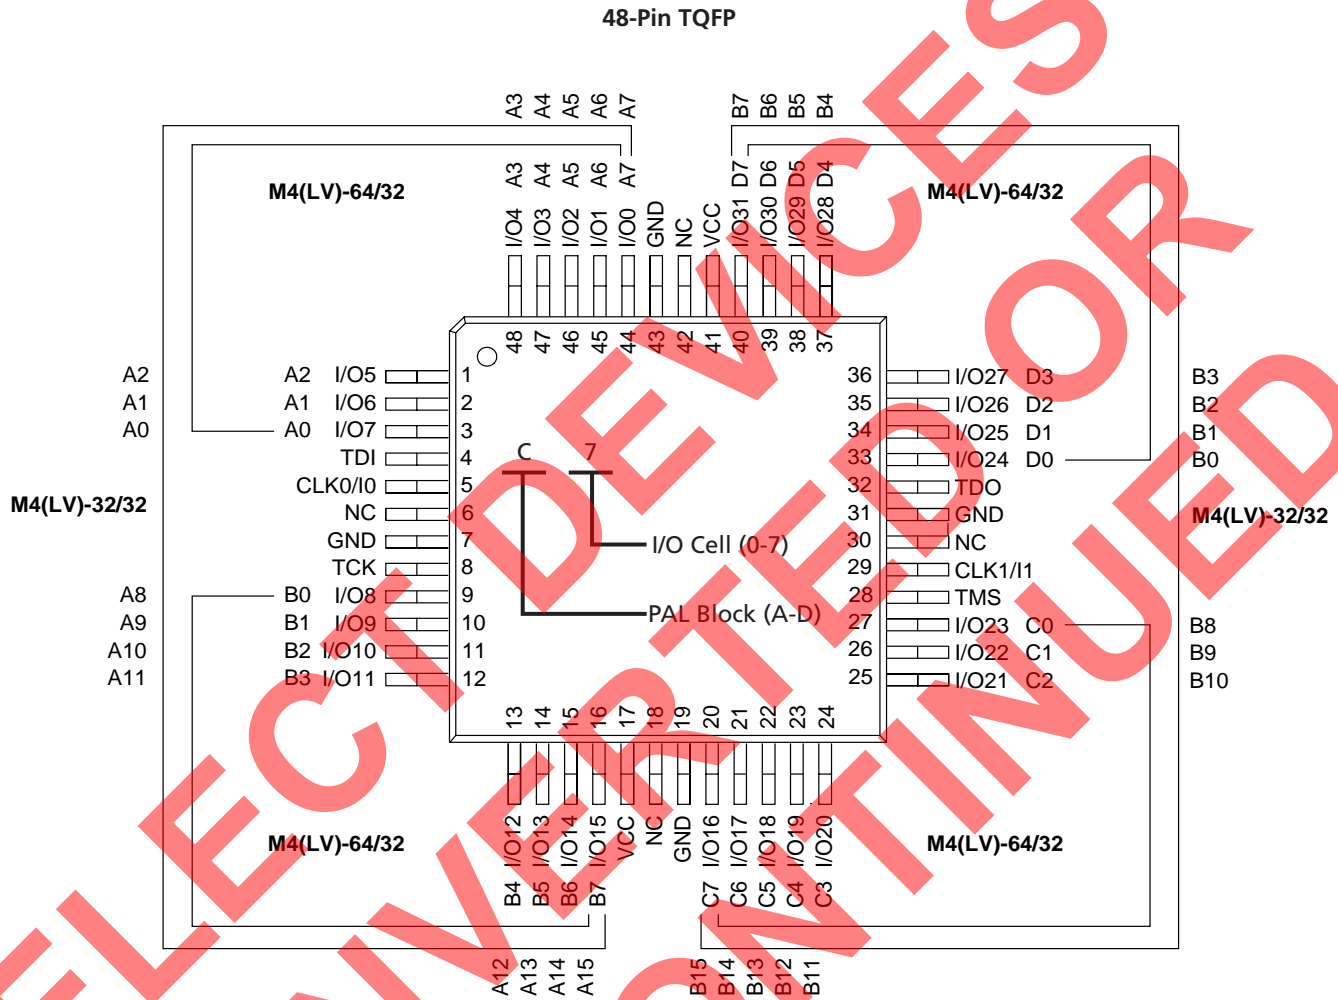 48-Pin TQFP
A3 A4 A5 A6 A7
B7 B6 B5 B4
M4(LV)-64/32
A3 A4 A5 A6 A7
D7 D6 D5 D4
M4(LV)-64/32
I/O4 I/O3 I/O2 I/O1 I/O0 GND NC VCC I/O31 I/O30 I/O29 I/O28
48 47 46 45 44 43 42 41 40 39 38 37
A2 A2 I/O5 1
36 I/O27 D3 B3
A1 A1 I/O6 2
35 I/O26 D2 B2
A0 A0 I/O7 3
34 I/O25 D1 B1
TDI 4
33 I/O24 D0 B0
CLK0/I0 5
32 TDO
M4(LV)-32/32
NC 6
31 GND
M4(LV)-32/32
GND 7
30 NC
TCK 8
29 CLK1/I1
28 TMS
A8 B0 I/O8 9
27 I/O23 C0 B8
A9 B1 I/O9 10
26 I/O22 C1 B9
A10 B2 I/O10 11
25 I/O21 C2 B10
A11 B3 I/O11 12
C 7
I/O Cell (0-7)
PAL Block (A-D)
13 14 15 16 17 18 19 20 21 22 23 24
I/O12 I/O13 I/O14 I/O15 VCC NC GND I/O16 I/O17 I/O18 I/O19 I/O20
M4(LV)-64/32
M4(LV)-64/32
B4 B5 B6 B7
C7 C6 C5 C4 C3
A12 A13 A14 A15
B15 B14 B13 B12 B11
ELECT DEVICES
NVERTED OR
ONTINUED